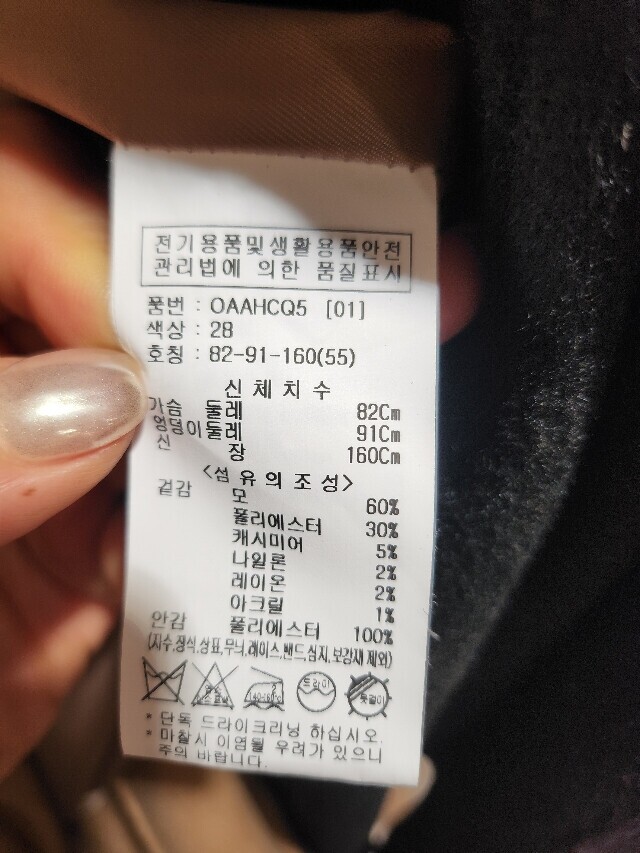 전기용품및생활용품안전
관리법에 의한 품질표시
품번 : OAAHCQ5 [01]
색상 : 28
호칭 : 82-91-160(55)
신체치수
가슴 둘레 82Cm
엉덩이둘레 91Cm
신 장 160Cm
<섬유의조성>
겉감 모 60%
폴리에스터 30%
캐시미어 5%
나일론 2%
레이온 2%
아크릴 1%
안감 폴리에스터 100%
(자수,장식,상표,무늬,레이스,밴드,심지,보강재 제외)
드라이
옷걸이
* 단독 드라이크리닝 하십시오.
* 마찰시 이염될 우려가 있으니
주의 바랍니다.